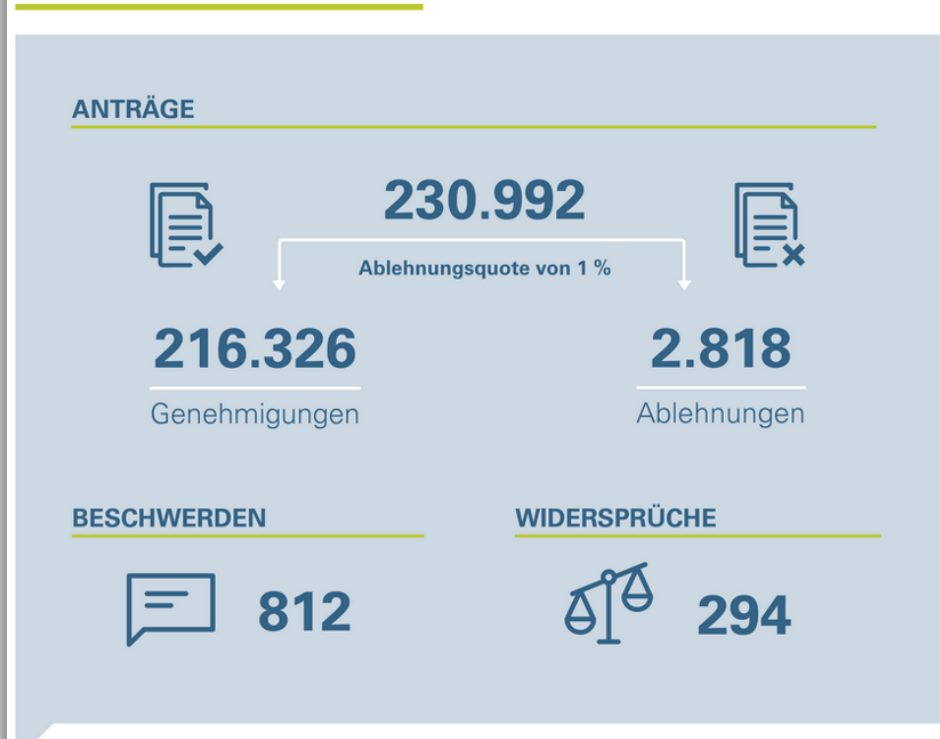 ANTRÄGE
230.992
Ablehnungsquote von 1 %
216.326
2.818
Genehmigungen
Ablehnungen
BESCHWERDEN
WIDERSPRÜCHE
812
294